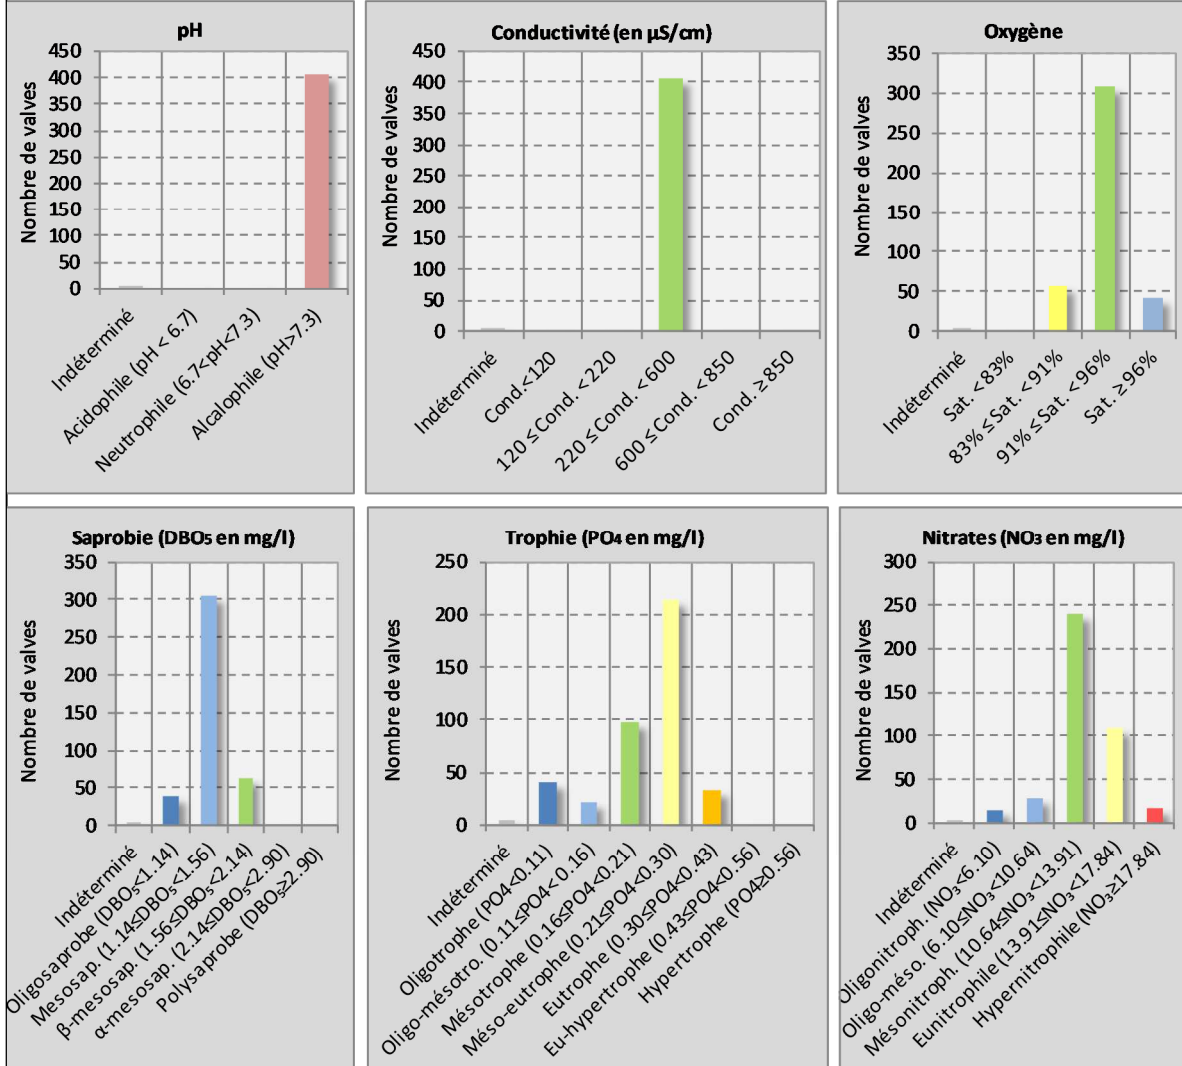 pH
Nombre de valves
450
400
350
300
250
200
150
100
50
0
Indéterminé
Acidophile (pH < 6.7)
Neutrophile (6.7<pH<7.3)
Alcalophile (pH>7.3)
Conductivité (en µS/cm)
Nombre de valves
450
400
350
300
250
200
150
100
50
0
Indéterminé
Cond.<120
120 ≤ Cond. < 220
220 ≤ Cond. < 600
600 ≤ Cond. < 850
Cond. ≥ 850
Oxygène
Nombre de valves
350
300
250
200
150
100
50
0
Indéterminé
Sat. < 83%
83% ≤ Sat. < 91%
91% ≤ Sat. < 96%
Sat. ≥ 96%
Saprobie (DBO₅ en mg/l)
Nombre de valves
350
300
250
200
150
100
50
0
Indéterminé
Oligosaprobe (DBO₅<1.14)
Mesosap. (1.14≤DBO₅<1.56)
β-mesosap. (1.56≤DBO₅<2.14)
α-mesosap. (2.14≤DBO₅<2.90)
Polysaprobe (DBO₅≥2.90)
Trophie (PO₄ en mg/l)
Nombre de valves
250
200
150
100
50
0
Indéterminé
Oligotrophe (PO4<0.11)
Oligo-mésotro. (0.11≤PO4< 0.16)
Mésotrophe (0.16≤PO4<0.21)
Méso-eutrophe (0.21≤PO4<0.30)
Eutrophe (0.30≤PO4<0.43)
Eu-hypertrophe (0.43≤PO4<0.56)
Hypertrophe (PO4≥0.56)
Nitrates (NO₃ en mg/l)
Nombre de valves
300
250
200
150
100
50
0
Indéterminé
Oligonitroph. (NO₃<6.10)
Oligo-méso. (6.10≤NO₃<10.64)
Mésonitroph. (10.64≤NO₃<13.91)
Eunitrophile (13.91≤NO₃<17.84)
Hypernitrophile (NO₃≥17.84)